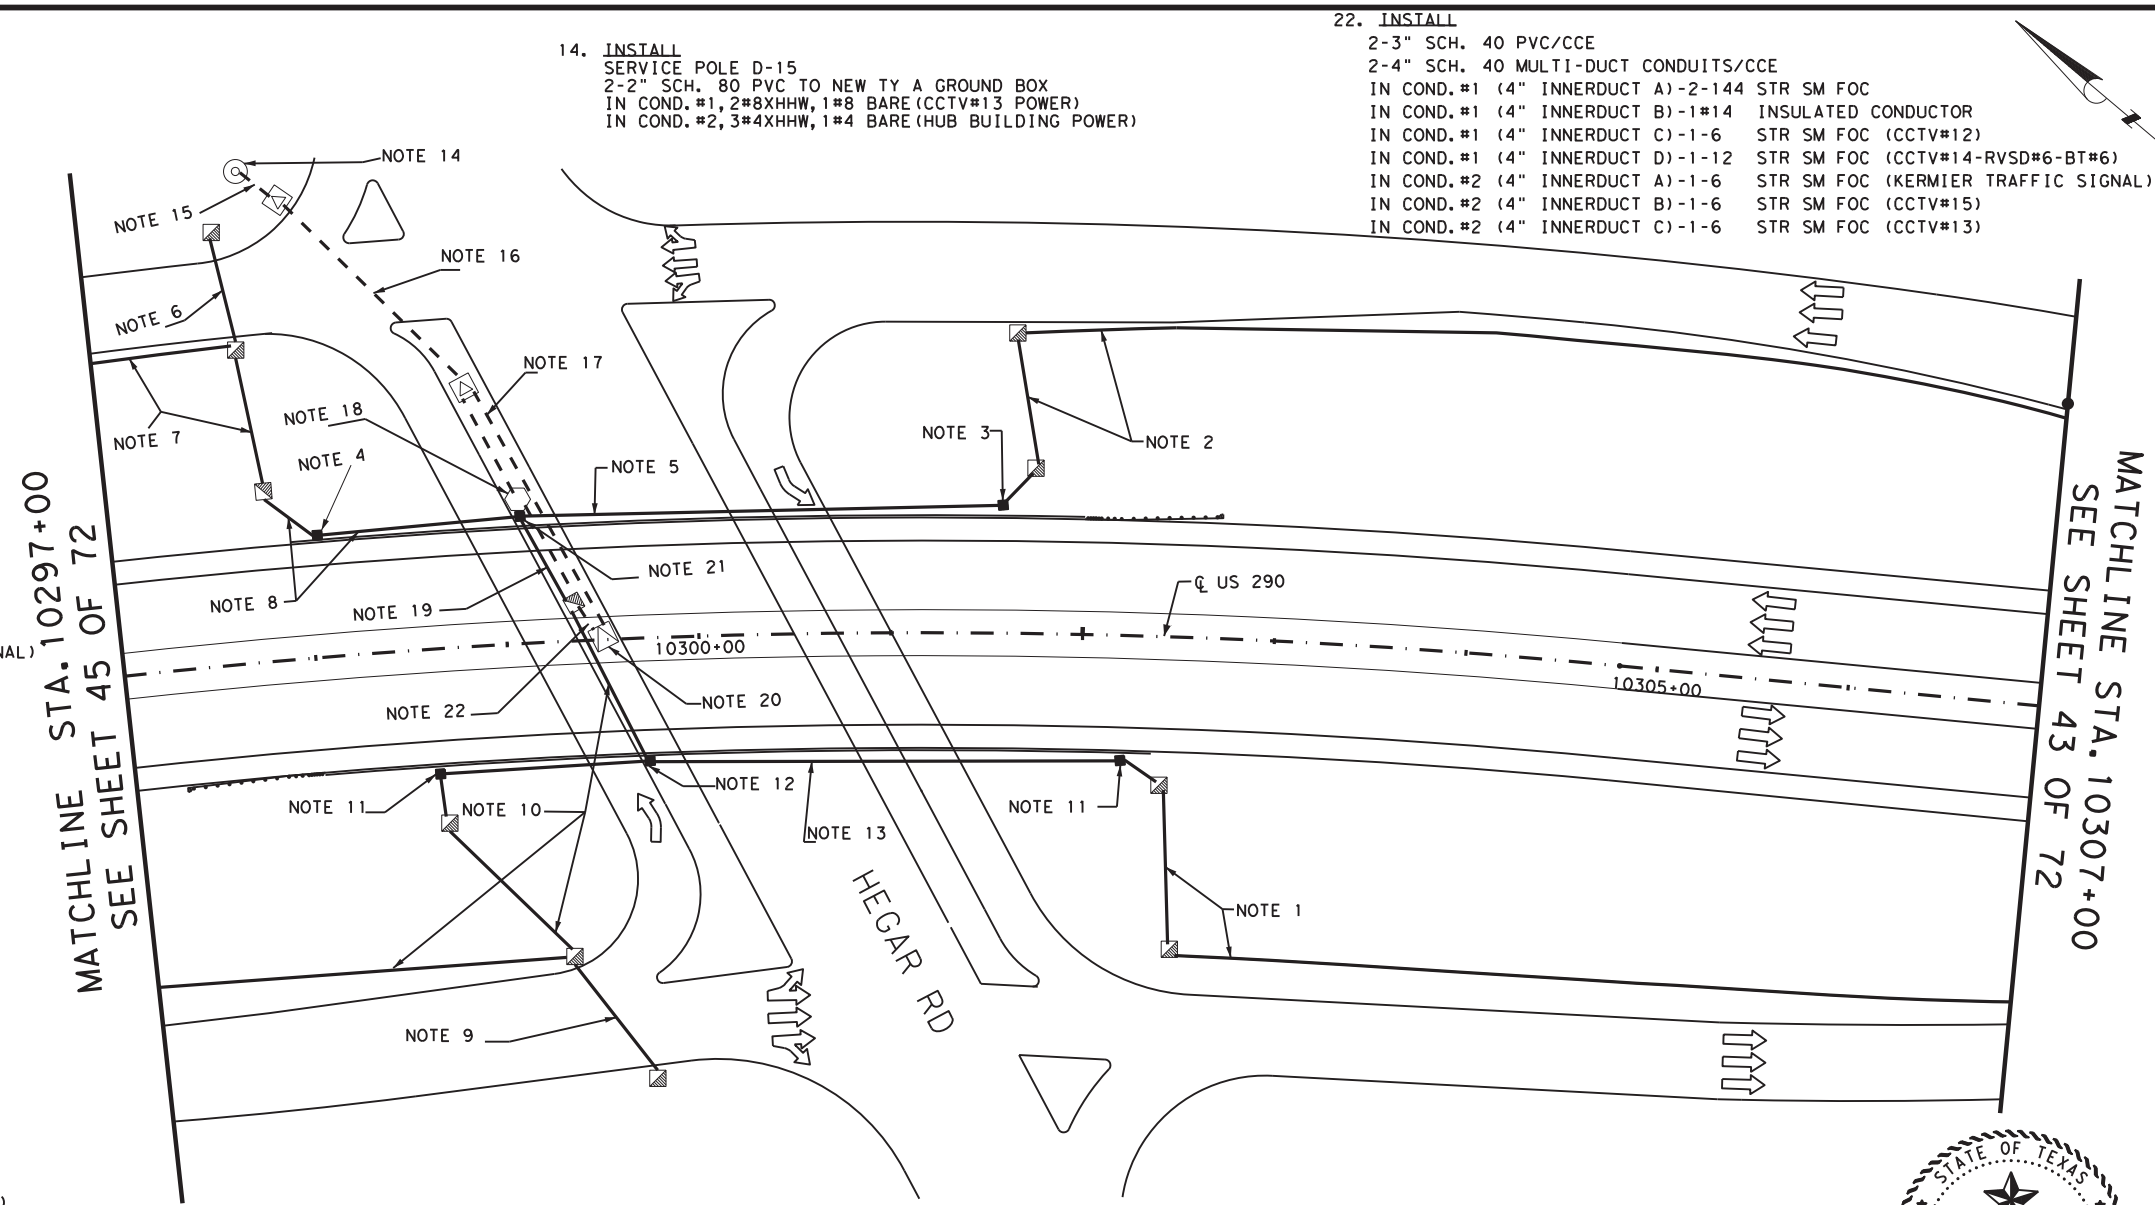 14. INSTALL
SERVICE POLE D-15
2-2" SCH. 80 PVC TO NEW TY A GROUND BOX
IN COND.#1,2#8XHHW,1#8 BARE(CCTV#13 POWER)
IN COND.#2,3#4XHHW,1#4 BARE(HUB BUILDING POWER)
22. INSTALL
2-3" SCH. 40 PVC/CCE
2-4" SCH. 40 MULTI-DUCT CONDUITS/CCE
IN COND.#1 (4" INNERDUCT A)-2-144 STR SM FOC
IN COND.#1 (4" INNERDUCT B)-1#14 INSULATED CONDUCTOR
IN COND.#1 (4" INNERDUCT C)-1-6 STR SM FOC (CCTV#12)
IN COND.#1 (4" INNERDUCT D)-1-12 STR SM FOC (CCTV#14-RVSD#6-BT#6)
IN COND.#2 (4" INNERDUCT A)-1-6 STR SM FOC (KERMIER TRAFFIC SIGNAL)
IN COND.#2 (4" INNERDUCT B)-1-6 STR SM FOC (CCTV#15)
IN COND.#2 (4" INNERDUCT C)-1-6 STR SM FOC (CCTV#13)
NOTE 14
NOTE 15
NOTE 16
NOTE 6
NOTE 17
NOTE 18
NOTE 7
NOTE 3
NOTE 2
NOTE 4
NOTE 5
NOTE 21
NOTE 8
NOTE 19
℄ US 290
NAL)
10300+00
10305+00
NOTE 20
NOTE 22
NOTE 12
NOTE 11
NOTE 10
NOTE 11
NOTE 13
HEGAR RD
NOTE 1
NOTE 9
MATCHLINE STA.10297+00
SEE SHEET 45 OF 72
MATCHLINE STA.10307+00
SEE SHEET 43 OF 72
STATE OF TEXAS
)